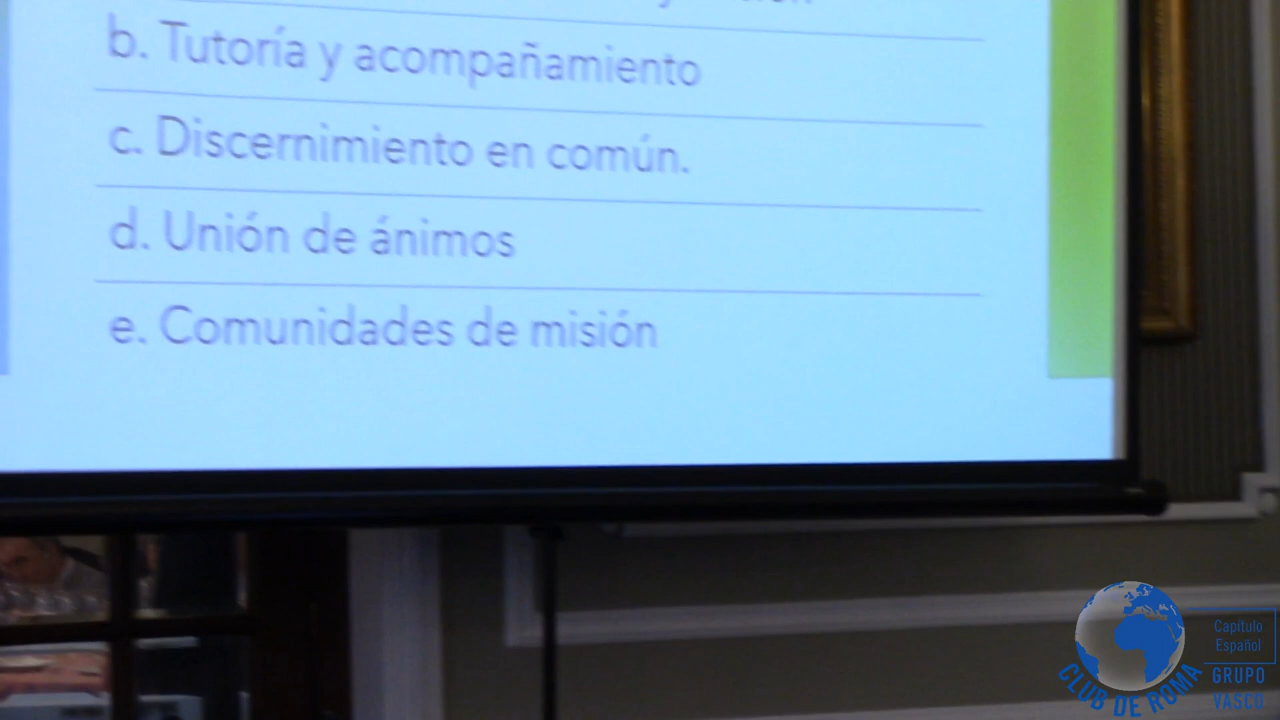 b. Tutoría y acompañamiento
c. Discernimiento en común.
d. Unión de ánimos
e. Comunidades de misión
CLUB DE ROMA
Capítulo
Español
GRUPO
VASCO